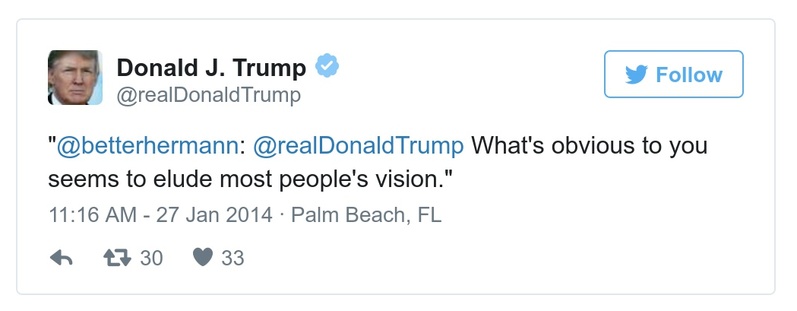 Donald J. Trump
@realDonaldTrump
Follow
"@betterhermann: @realDonaldTrump What's obvious to you
seems to elude most people's vision."
11:16 AM - 27 Jan 2014 · Palm Beach, FL
30 33